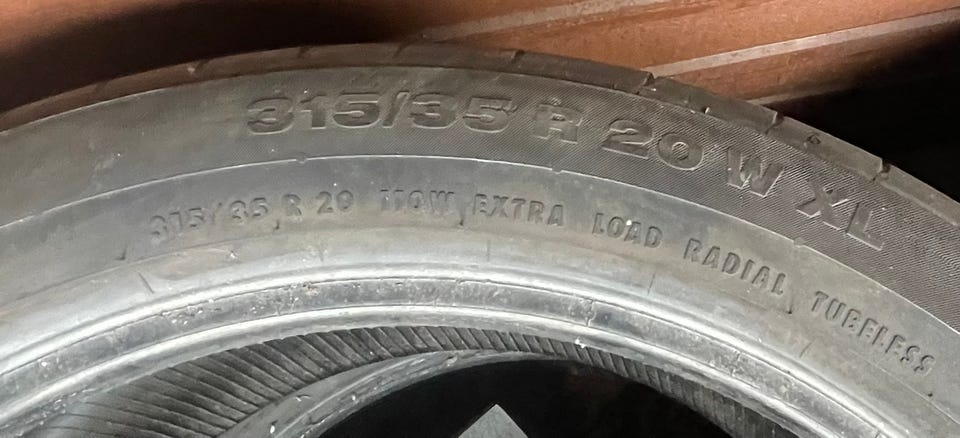 315/35 R 20 W XL
315/35 R 20 110W EXTRA LOAD RADIAL TUBELESS